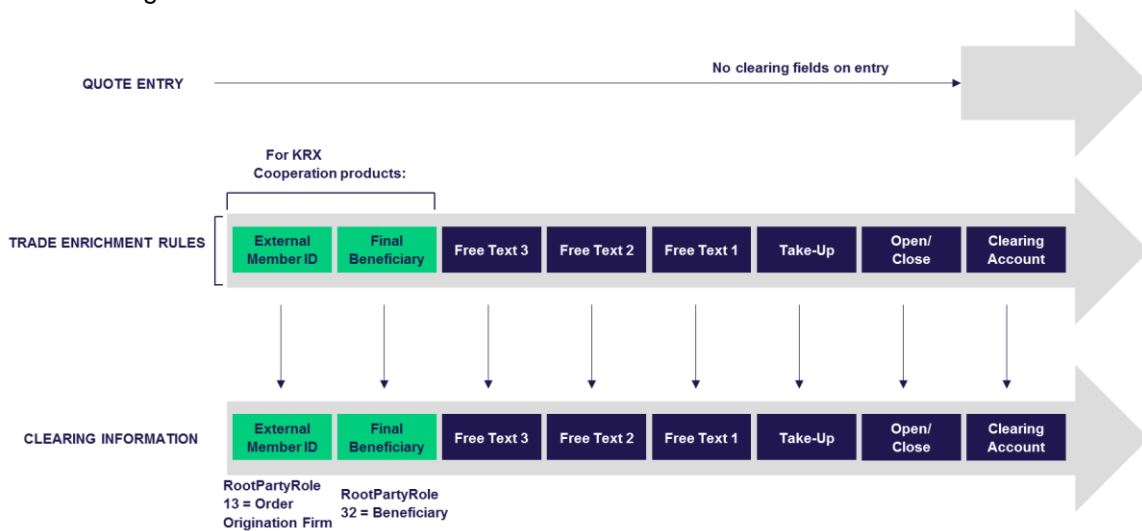 No clearing fields on entry
QUOTE ENTRY
For KRX
Cooperation products:
TRADE ENRICHMENT RULES
External
Member ID
Final
Beneficiary
Free Text 3
Free Text 2
Free Text 1
Take-Up
Open/
Close
Clearing
Account
CLEARING INFORMATION
External
Member ID
Final
Beneficiary
Free Text 3
Free Text 2
Free Text 1
Take-Up
Open/
Close
Clearing
Account
RootPartyRole
13 = Order
Origination Firm
RootPartyRole
32 = Beneficiary